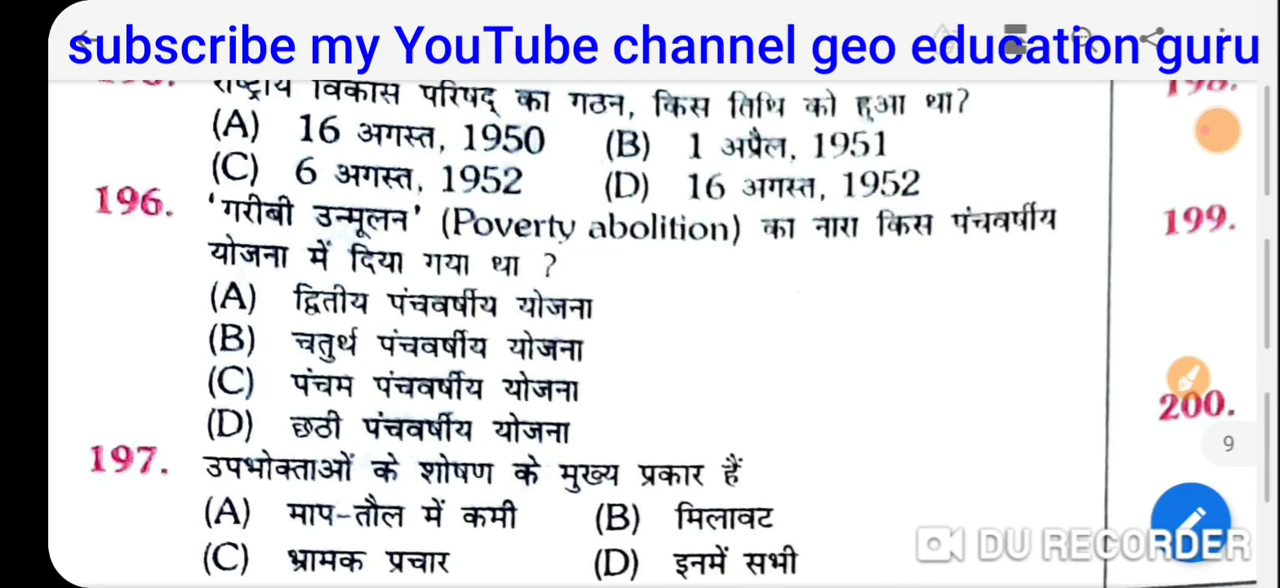 subscribe my YouTube channel geo education guru
राष्ट्रीय विकास परिषद् का गठन, किस तिथि को हुआ था?
(A) 16 अगस्त, 1950 (B) 1 अप्रैल, 1951
(C) 6 अगस्त, 1952 (D) 16 अगस्त, 1952
196. 'गरीबी उन्मूलन' (Poverty abolition) का नारा किस पंचवर्षीय
योजना में दिया गया था ?
(A) द्वितीय पंचवर्षीय योजना
(B) चतुर्थ पंचवर्षीय योजना
(C) पंचम पंचवर्षीय योजना
(D) छठी पंचवर्षीय योजना
197. उपभोक्ताओं के शोषण के मुख्य प्रकार हैं
(A) माप-तौल में कमी (B) मिलावट
(C) भ्रामक प्रचार (D) इनमें सभी
199.
200.
9
DU RECORDER